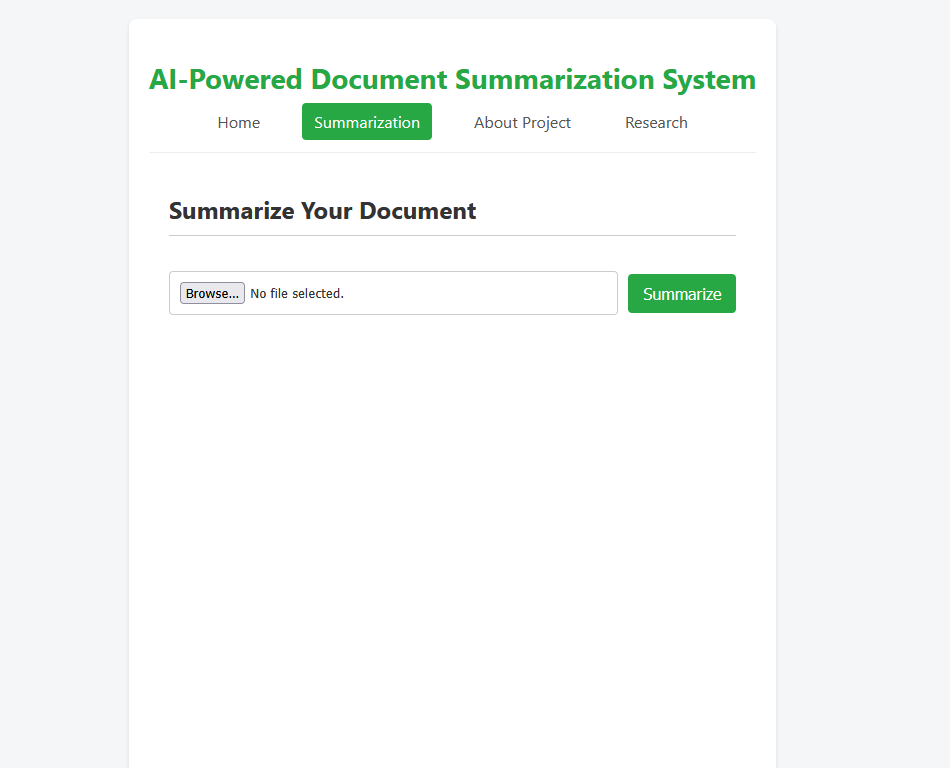 AI-Powered Document Summarization System
Home Summarization About Project Research
Summarize Your Document
Browse... No file selected. Summarize